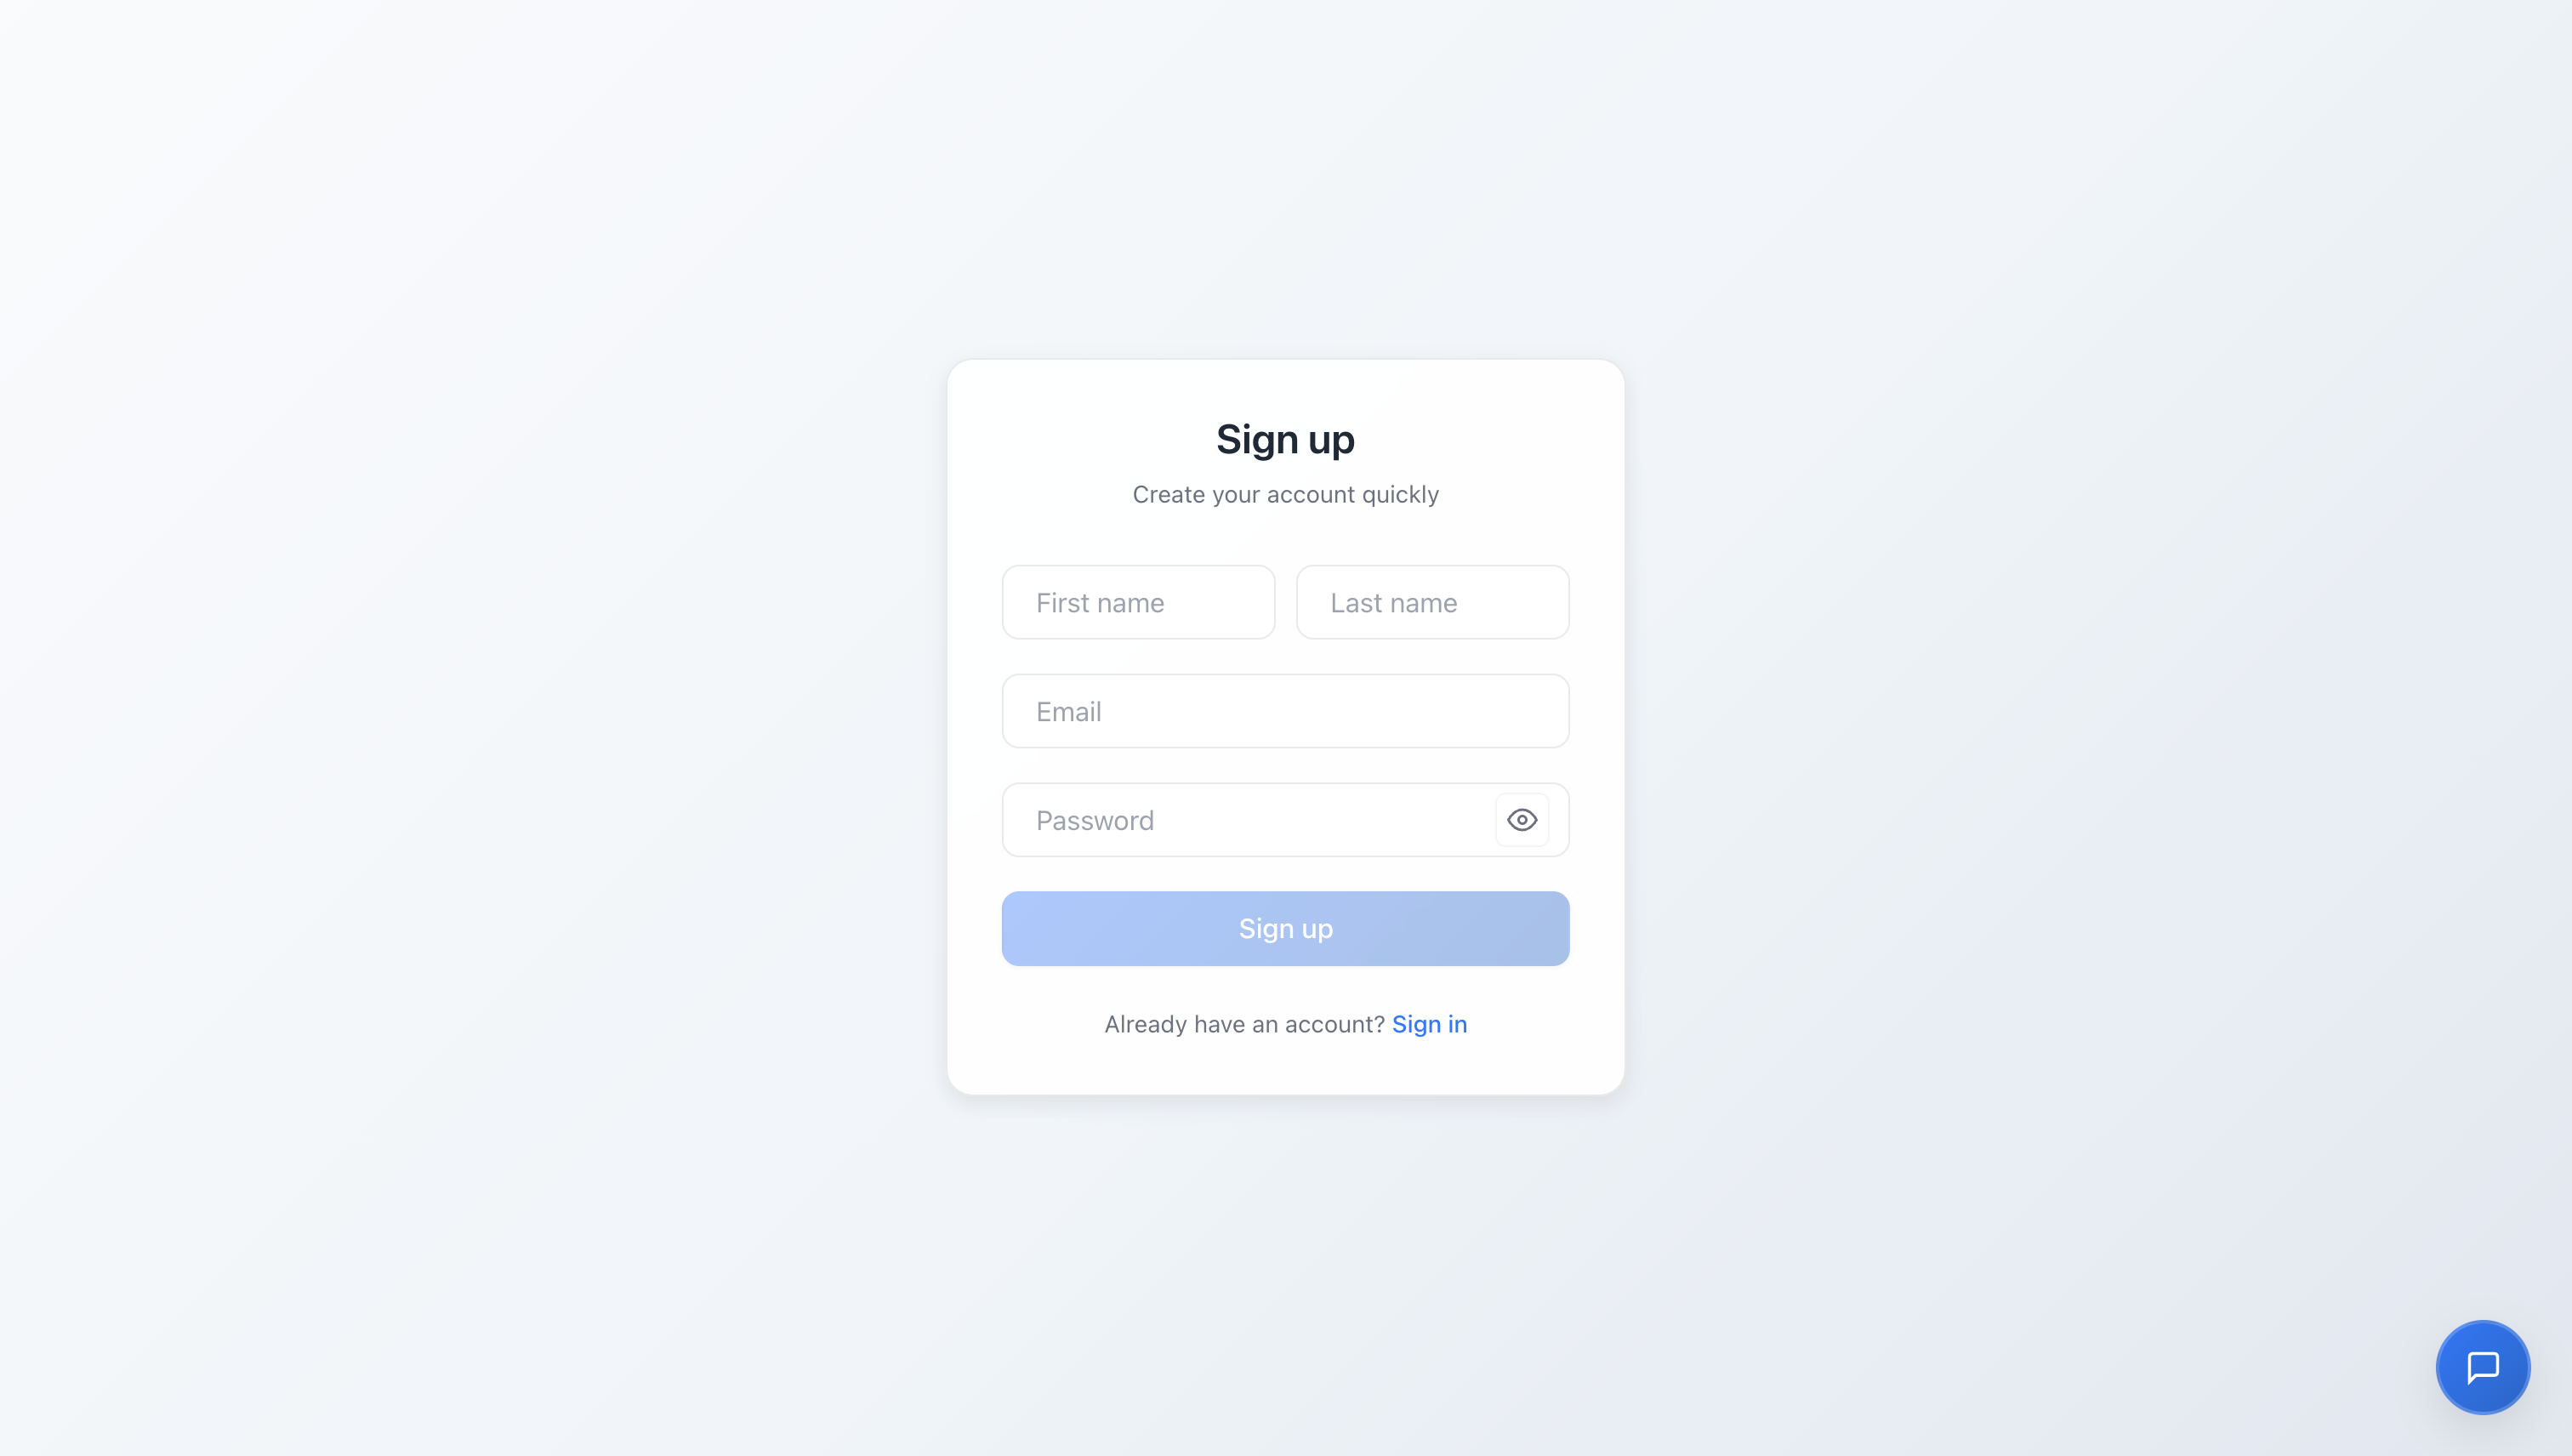 Sign up
Create your account quickly
First name
Last name
Email
Password
Sign up
Already have an account? Sign in